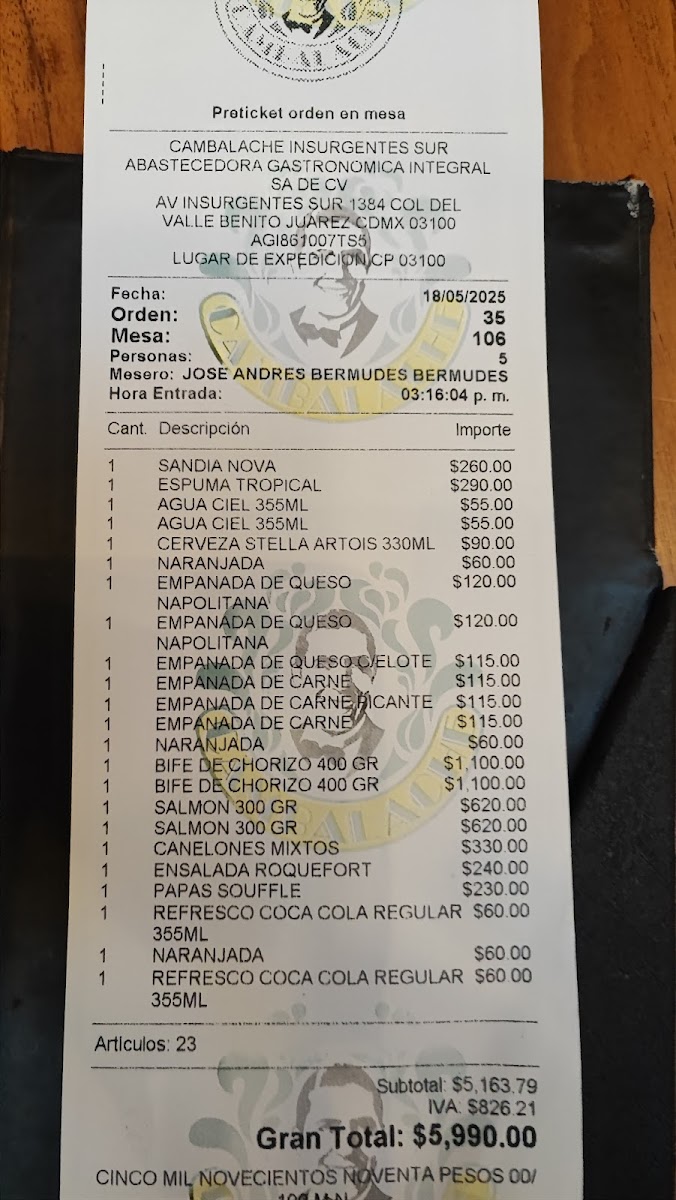 CAMBALACHE
Preticket orden en mesa
CAMBALACHE INSURGENTES SUR
ABASTECEDORA GASTRONOMICA INTEGRAL
SA DE CV
AV INSURGENTES SUR 1384 COL DEL
VALLE BENITO JUAREZ CDMX 03100
AGI861007TS5
LUGAR DE EXPEDICION,CP 03100
Fecha: 18/05/2025
Orden: 35
Mesa: 106
Personas: 5
Mesero: JOSE ANDRES BERMUDES BERMUDES
Hora Entrada: 03:16:04 p. m.
Cant. Descripción Importe
1 SANDIA NOVA $260.00
1 ESPUMA TROPICAL $290.00
1 AGUA CIEL 355ML $55.00
1 AGUA CIEL 355ML $55.00
1 CERVEZA STELLA ARTOIS 330ML $90.00
1 NARANJADA $60.00
1 EMPANADA DE QUESO $120.00
NAPOLITANA
1 EMPANADA DE QUESO $120.00
NAPOLITANA
1 EMPANADA DE QUESO C/ELOTE $115.00
1 EMPANADA DE CARNE $115.00
1 EMPANADA DE CARNE PICANTE $115.00
1 EMPANADA DE CARNE $115.00
1 NARANJADA $60.00
1 BIFE DE CHORIZO 400 GR $1,100.00
1 BIFE DE CHORIZO 400 GR $1,100.00
1 SALMON 300 GR $620.00
1 SALMON 300 GR $620.00
1 CANELONES MIXTOS $330.00
1 ENSALADA ROQUEFORT $240.00
1 PAPAS SOUFFLE $230.00
1 REFRESCO COCA COLA REGULAR $60.00
355ML
1 NARANJADA $60.00
1 REFRESCO COCA COLA REGULAR $60.00
355ML
Articulos: 23
Subtotal: $5,163.79
IVA: $826.21
Gran Total: $5,990.00
CINCO MIL NOVECIENTOS NOVENTA PESOS 00/
100 M.N.